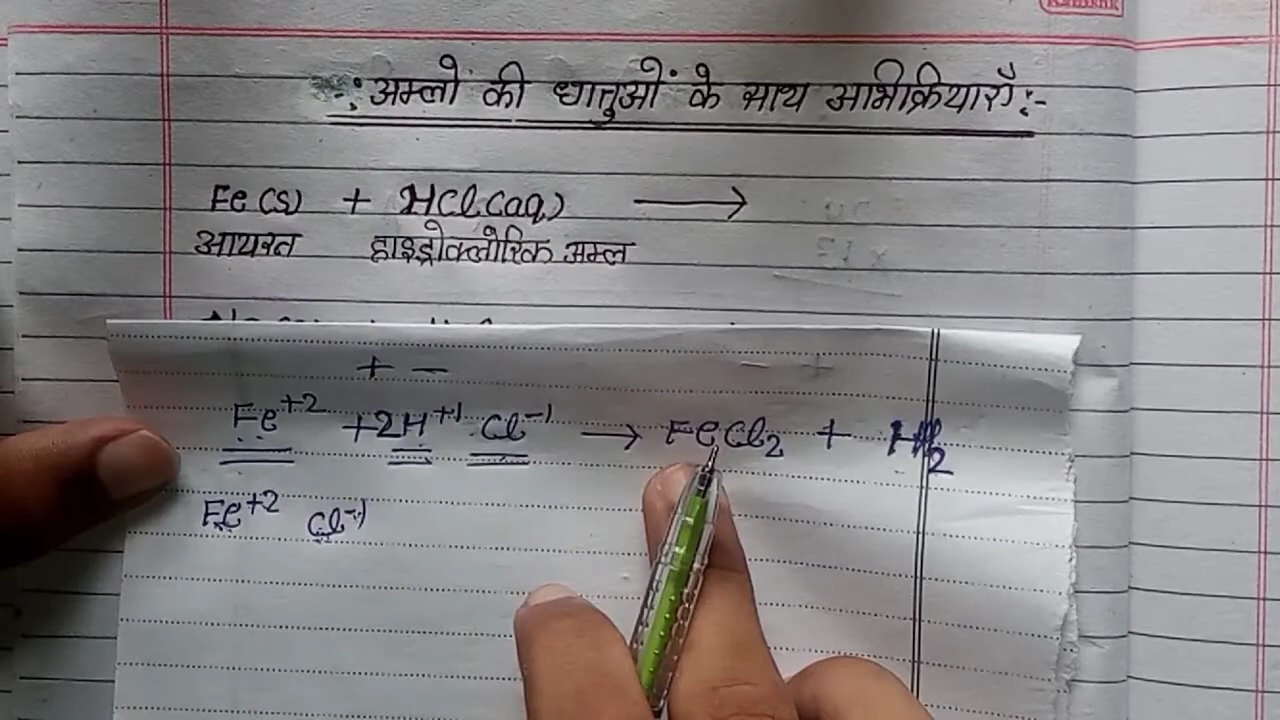 -: अम्लो की धातुओं के साथ अभिक्रियाएँ :-
Fe(s) + HCl(aq) ⟶
आयरन हाइड्रोक्लोरिक अम्ल
+ − − +
Fe⁺² + 2H⁺¹ Cl⁻¹ → FeCl₂ + H₂
Fe⁺² Cl⁻¹